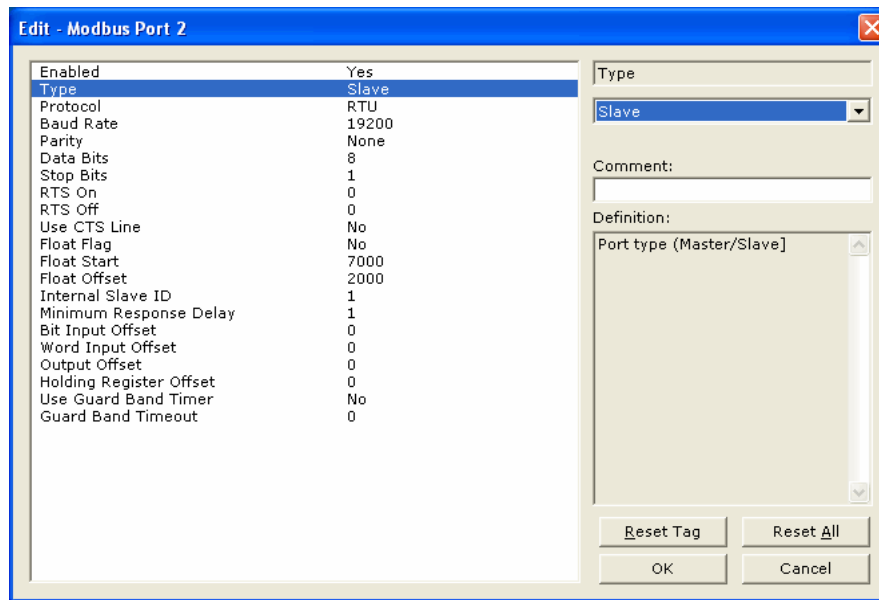 Edit - Modbus Port 2
Enabled Yes
Type Slave
Protocol RTU
Baud Rate 19200
Parity None
Data Bits 8
Stop Bits 1
RTS On 0
RTS Off 0
Use CTS Line No
Float Flag No
Float Start 7000
Float Offset 2000
Internal Slave ID 1
Minimum Response Delay 1
Bit Input Offset 0
Word Input Offset 0
Output Offset 0
Holding Register Offset 0
Use Guard Band Timer No
Guard Band Timeout 0
Type
Slave
Comment:
Definition:
Port type (Master/Slave]
Reset Tag Reset All
OK Cancel